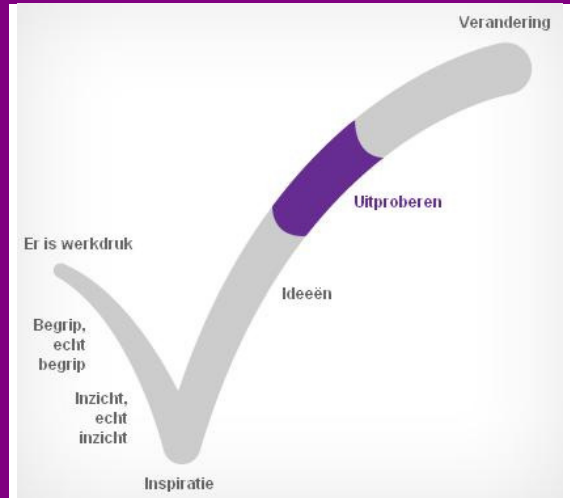 Verandering
Uitproberen
Er is werkdruk
Ideeën
Begrip,
echt
begrip
Inzicht,
echt
inzicht
Inspiratie